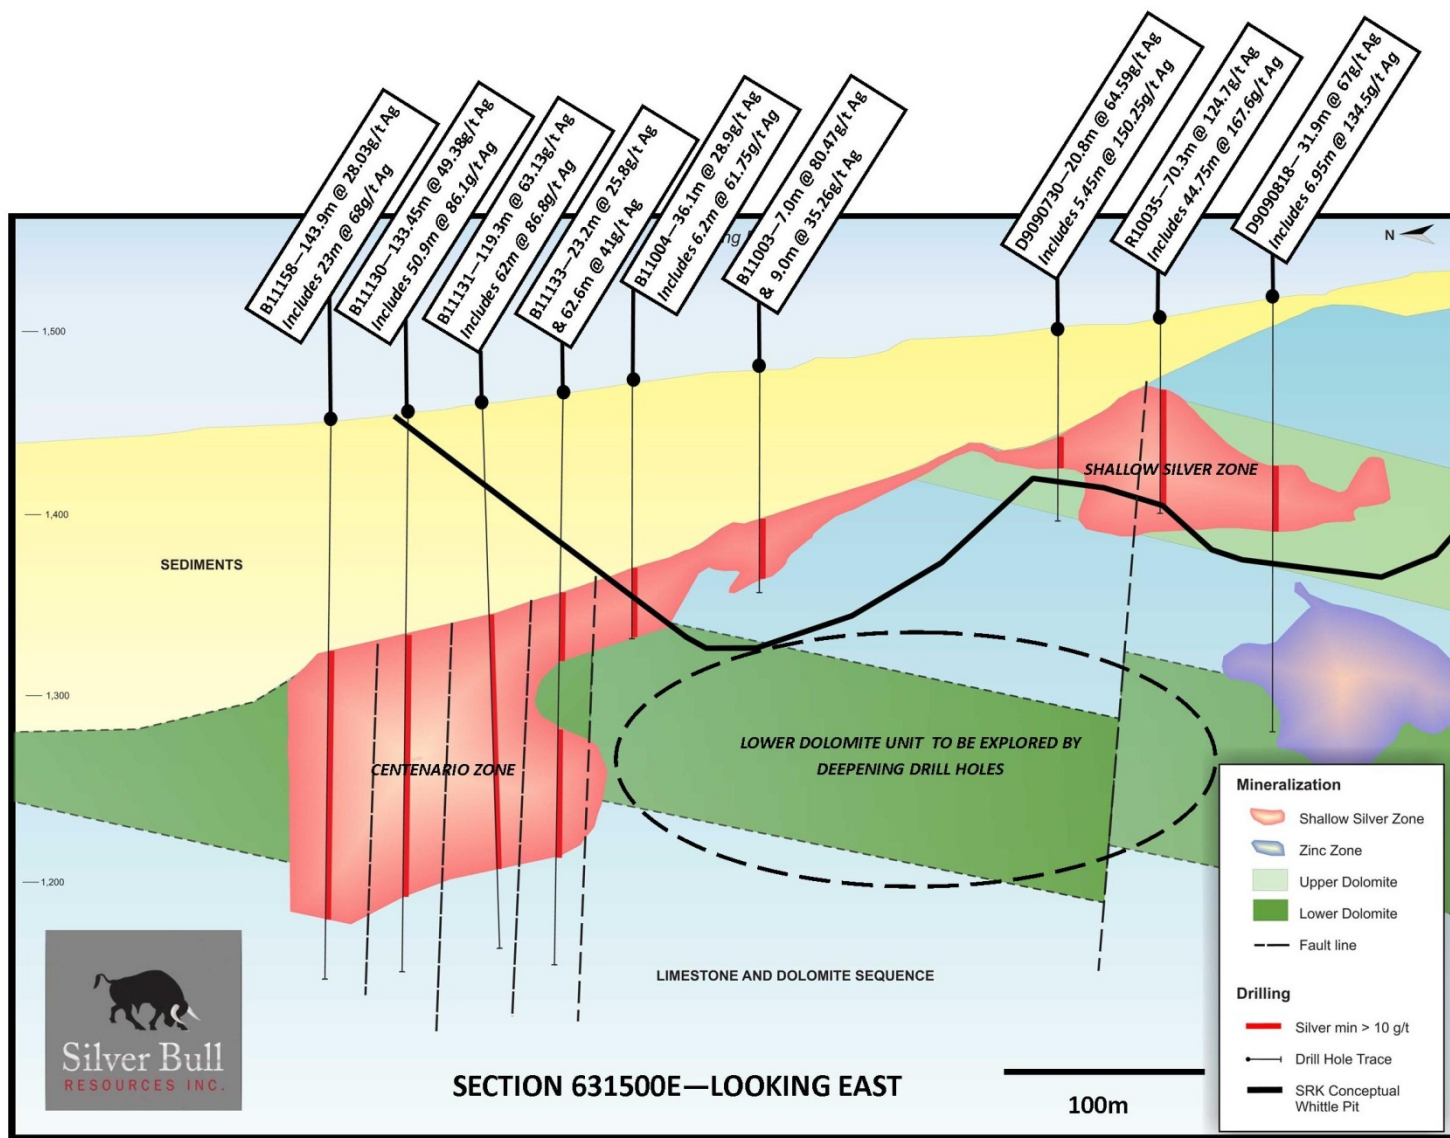 B11158—143.9m @ 28.03g/t Ag
Includes 23m @ 68g/t Ag
B11130—133.45m @ 49.38g/t Ag
Includes 50.9m @ 86.1g/t Ag
B11131—119.3m @ 63.13g/t Ag
Includes 62m @ 86.8g/t Ag
B11133—23.2m @ 25.8g/t Ag
& 62.6m @ 41g/t Ag
B11004—36.1m @ 28.9g/t Ag
Includes 6.2m @ 61.75g/t Ag
B11003—7.0m @ 80.47g/t Ag
& 9.0m @ 35.26g/t Ag
D9090730—20.8m @ 64.59g/t Ag
Includes 5.45m @ 150.25g/t Ag
R10035—70.3m @ 124.7g/t Ag
Includes 44.75m @ 167.6g/t Ag
D9090818—31.9m @ 67g/t Ag
Includes 6.95m @ 134.5g/t Ag
N
1,500
1,400
1,300
1,200
SEDIMENTS
SHALLOW SILVER ZONE
CENTENARIO ZONE
LOWER DOLOMITE UNIT TO BE EXPLORED BY
DEEPENING DRILL HOLES
LIMESTONE AND DOLOMITE SEQUENCE
Silver Bull
RESOURCES INC.
SECTION 631500E—LOOKING EAST
100m
Mineralization
Shallow Silver Zone
Zinc Zone
Upper Dolomite
Lower Dolomite
Fault line
Drilling
Silver min > 10 g/t
Drill Hole Trace
SRK Conceptual
Whittle Pit